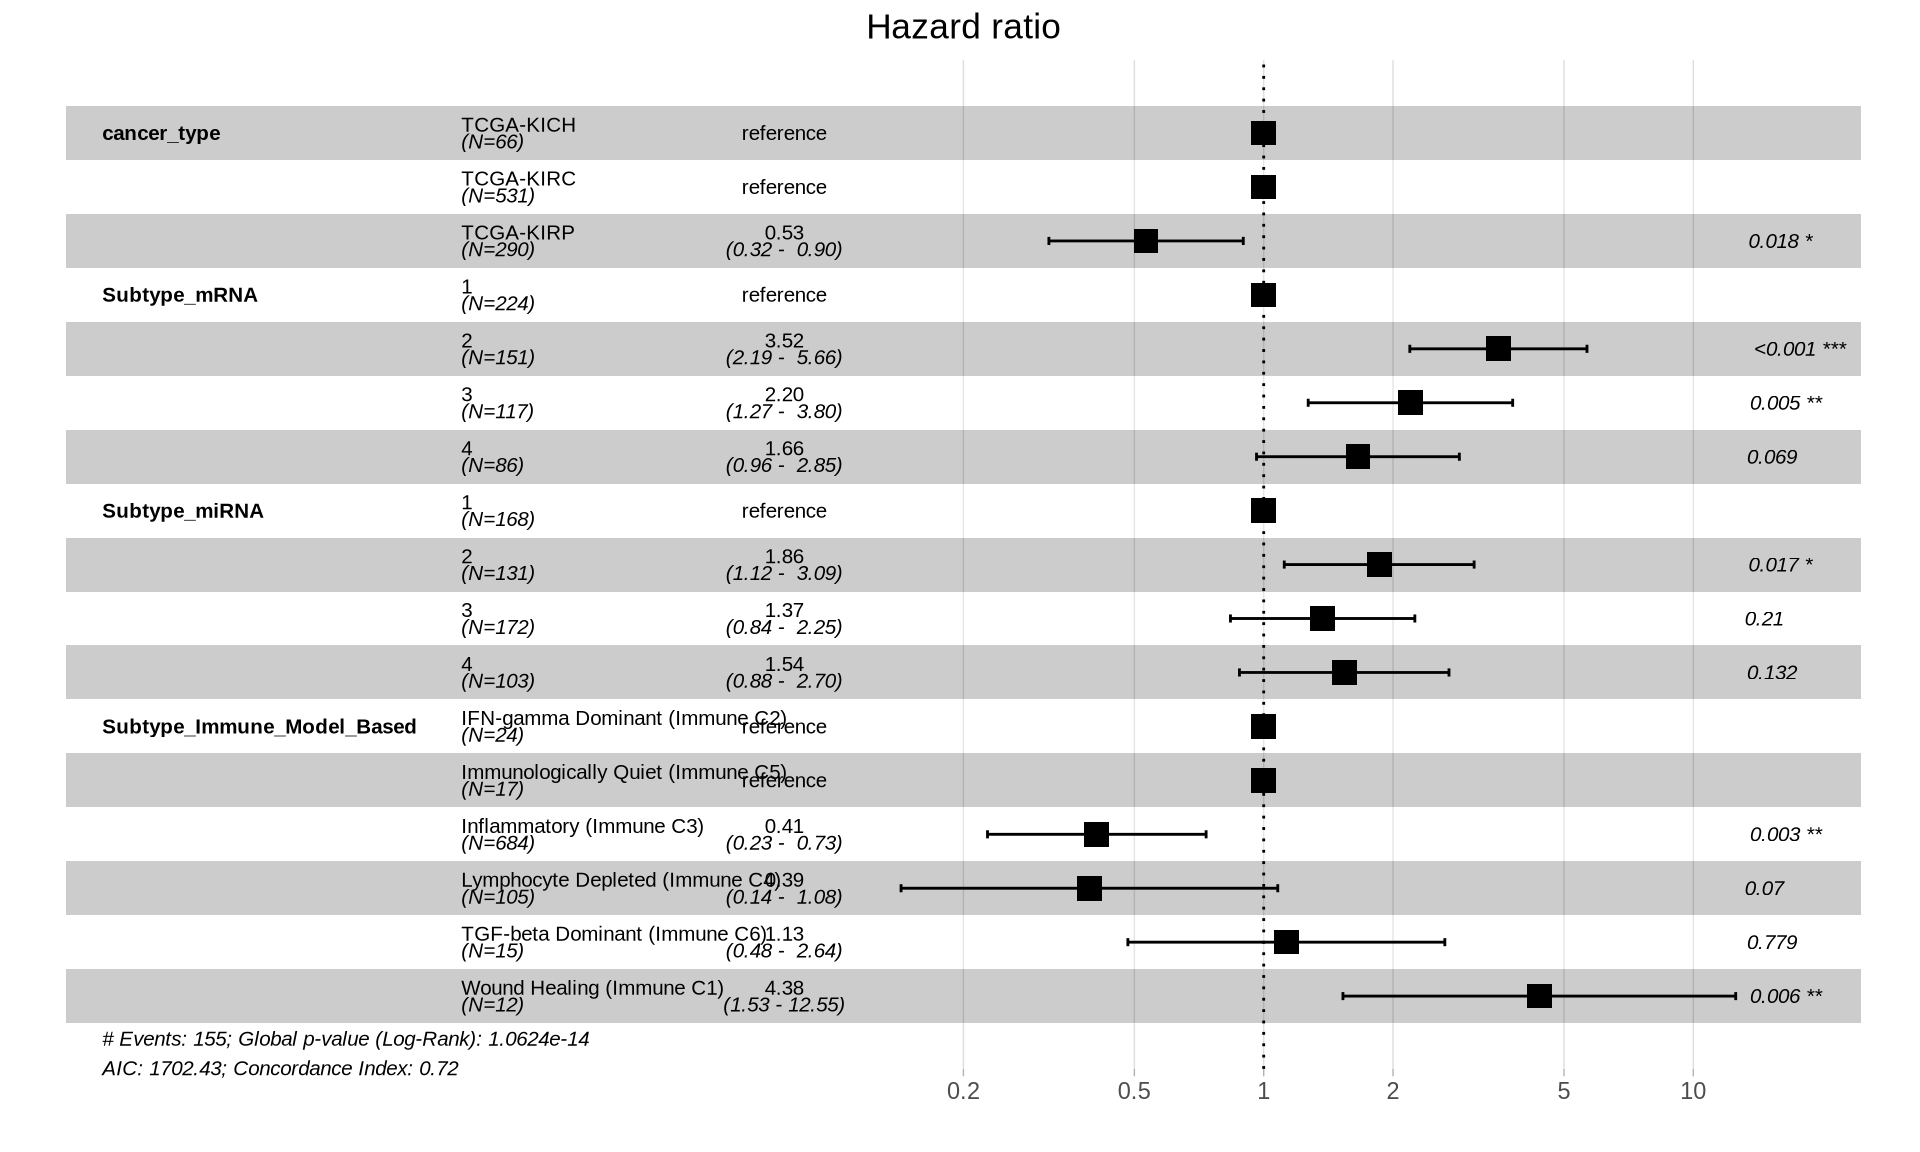 Hazard ratio
cancer_type TCGA-KICH reference
(N=66)
TCGA-KIRC reference
(N=531)
TCGA-KIRP 0.53 0.018 *
(N=290) (0.32 - 0.90)
Subtype_mRNA 1 reference
(N=224)
2 3.52 <0.001 ***
(N=151) (2.19 - 5.66)
3 2.20 0.005 **
(N=117) (1.27 - 3.80)
4 1.66 0.069
(N=86) (0.96 - 2.85)
Subtype_miRNA 1 reference
(N=168)
2 1.86 0.017 *
(N=131) (1.12 - 3.09)
3 1.37 0.21
(N=172) (0.84 - 2.25)
4 1.54 0.132
(N=103) (0.88 - 2.70)
Subtype_Immune_Model_Based IFN-gamma Dominant (Immune C2) reference
(N=24)
Immunologically Quiet (Immune C5) reference
(N=17)
Inflammatory (Immune C3) 0.41 0.003 **
(N=684) (0.23 - 0.73)
Lymphocyte Depleted (Immune C4) 0.39 0.07
(N=105) (0.14 - 1.08)
TGF-beta Dominant (Immune C6) 1.13 0.779
(N=15) (0.48 - 2.64)
Wound Healing (Immune C1) 4.38 0.006 **
(N=12) (1.53 - 12.55)
# Events: 155; Global p-value (Log-Rank): 1.0624e-14
AIC: 1702.43; Concordance Index: 0.72
0.2 0.5 1 2 5 10